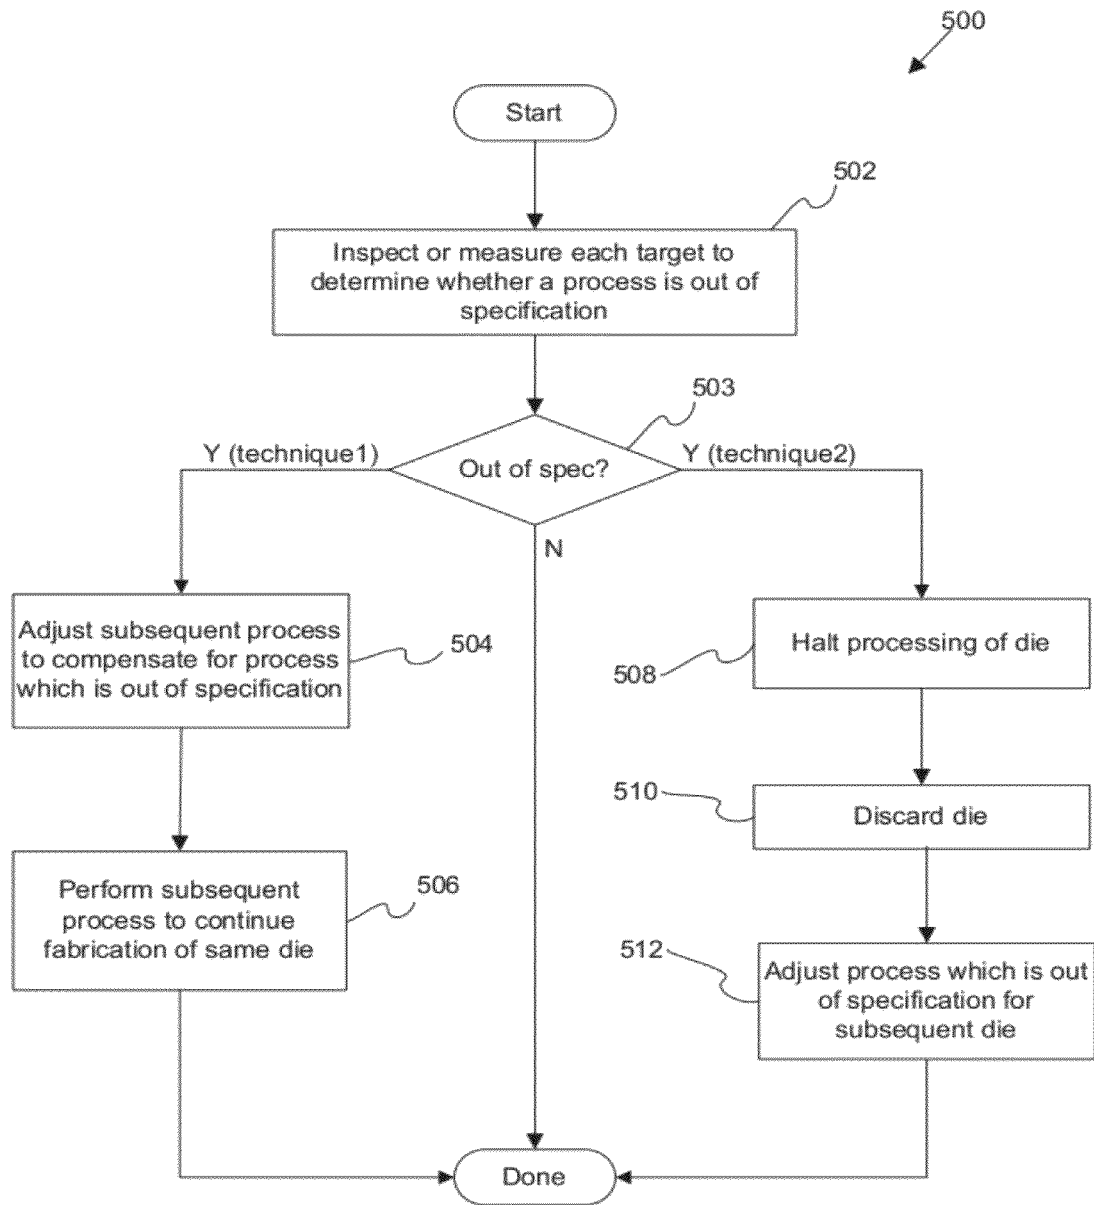 500
Start
502
Inspect or measure each target to
determine whether a process is out of
specification
503
Y (technique1)
Out of spec?
Y (technique2)
N
Adjust subsequent process
to compensate for process
which is out of specification
504
Halt processing of die
508
510
Discard die
Perform subsequent
process to continue
fabrication of same die
506
512
Adjust process which is out
of specification for
subsequent die
Done